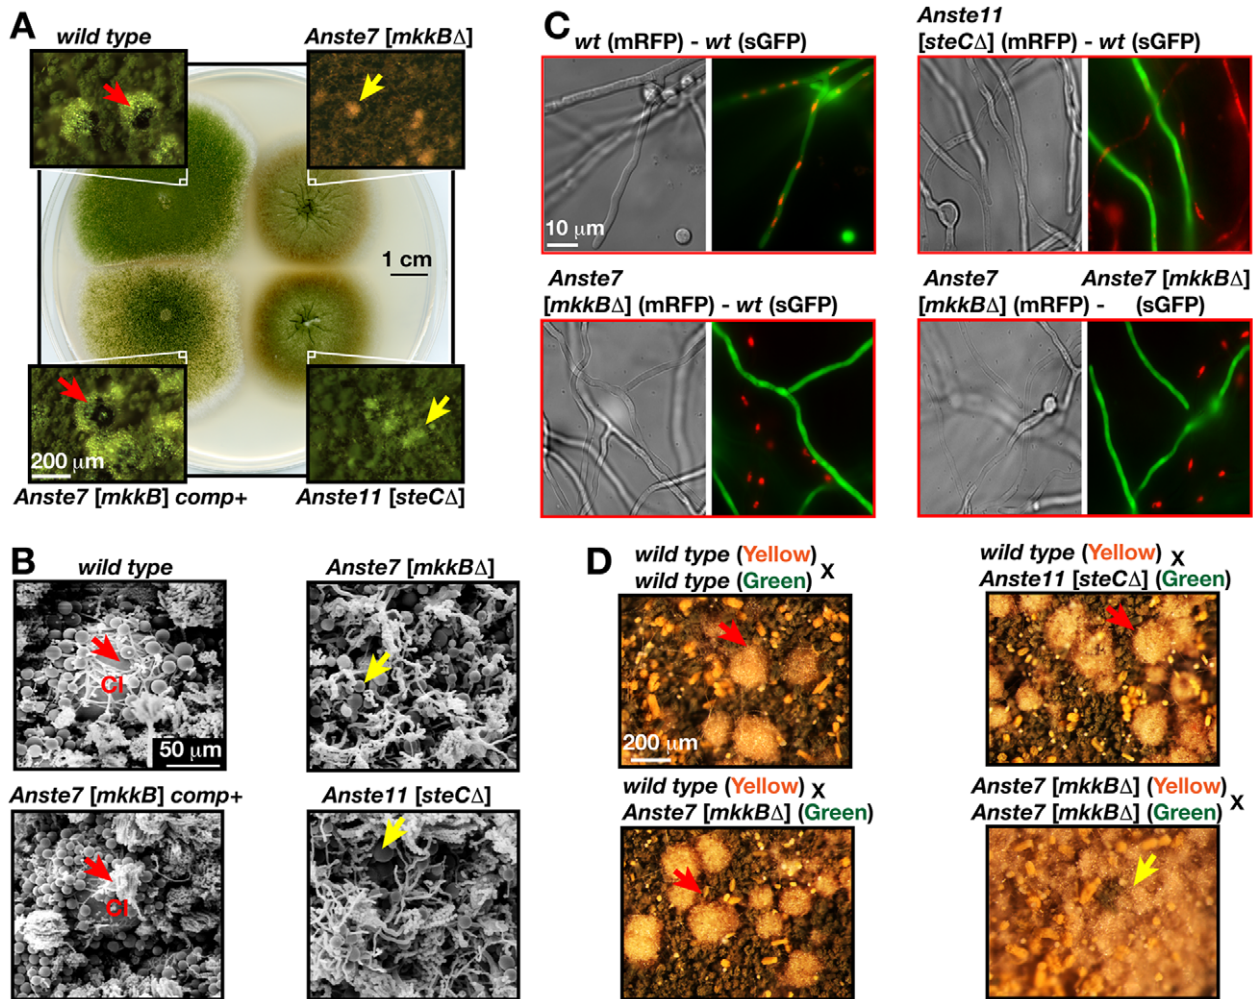 A
wild type
Anste7 [mkkBΔ]
1 cm
200 μm
Anste7 [mkkB] comp+
Anste11 [steCΔ]
B
wild type
Anste7 [mkkBΔ]
CI
50 μm
Anste7 [mkkB] comp+
Anste11 [steCΔ]
CI
C
wt (mRFP) - wt (sGFP)
Anste11
[steCΔ] (mRFP) - wt (sGFP)
10 μm
Anste7
[mkkBΔ] (mRFP) - wt (sGFP)
Anste7 Anste7 [mkkBΔ]
[mkkBΔ] (mRFP) - (sGFP)
D
wild type (Yellow) X
wild type (Green)
wild type (Yellow) X
Anste11 [steCΔ] (Green)
200 μm
wild type (Yellow) X
Anste7 [mkkBΔ] (Green)
Anste7 [mkkBΔ] (Yellow) X
Anste7 [mkkBΔ] (Green)